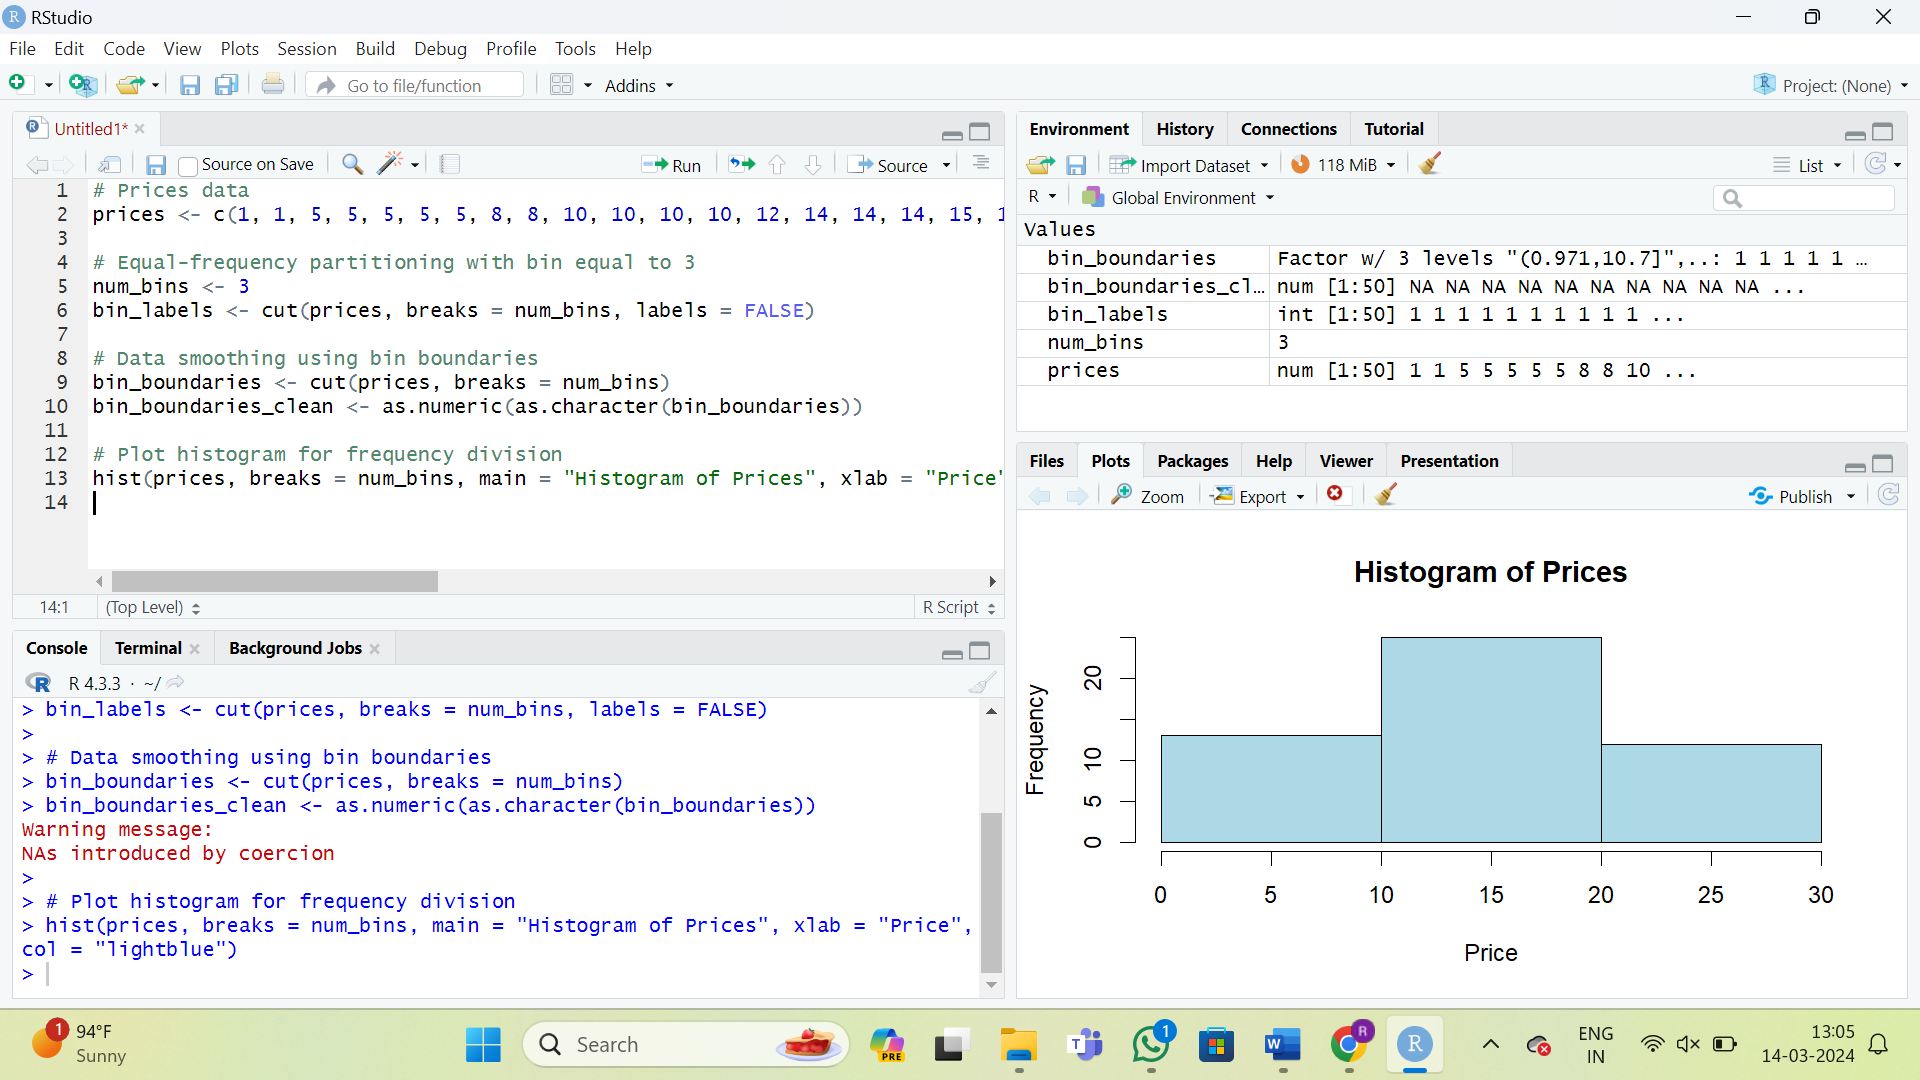 RStudio
File Edit Code View Plots Session Build Debug Profile Tools Help
Go to file/function Addins Project: (None)
Untitled1*
Source on Save Run Source
1 # Prices data
2 prices <- c(1, 1, 5, 5, 5, 5, 5, 8, 8, 10, 10, 10, 10, 12, 14, 14, 14, 15, 1
3
4 # Equal-frequency partitioning with bin equal to 3
5 num_bins <- 3
6 bin_labels <- cut(prices, breaks = num_bins, labels = FALSE)
7
8 # Data smoothing using bin boundaries
9 bin_boundaries <- cut(prices, breaks = num_bins)
10 bin_boundaries_clean <- as.numeric(as.character(bin_boundaries))
11
12 # Plot histogram for frequency division
13 hist(prices, breaks = num_bins, main = "Histogram of Prices", xlab = "Price"
14
14:1 (Top Level) R Script
Console Terminal Background Jobs
R 4.3.3 · ~/
> bin_labels <- cut(prices, breaks = num_bins, labels = FALSE)
>
> # Data smoothing using bin boundaries
> bin_boundaries <- cut(prices, breaks = num_bins)
> bin_boundaries_clean <- as.numeric(as.character(bin_boundaries))
Warning message:
NAs introduced by coercion
>
> # Plot histogram for frequency division
> hist(prices, breaks = num_bins, main = "Histogram of Prices", xlab = "Price",
col = "lightblue")
>
Environment History Connections Tutorial
Import Dataset 118 MiB List
R Global Environment
Values
bin_boundaries Factor w/ 3 levels "(0.971,10.7]",..: 1 1 1 1 1 …
bin_boundaries_cl… num [1:50] NA NA NA NA NA NA NA NA NA NA ...
bin_labels int [1:50] 1 1 1 1 1 1 1 1 1 1 ...
num_bins 3
prices num [1:50] 1 1 5 5 5 5 5 8 8 10 ...
Files Plots Packages Help Viewer Presentation
Zoom Export Publish
Histogram of Prices
Frequency
20
10
5
0
0 5 10 15 20 25 30
Price
1
94°F
Sunny
Search
PRE
T
1
W
R
R
ENG
IN
13:05
14-03-2024